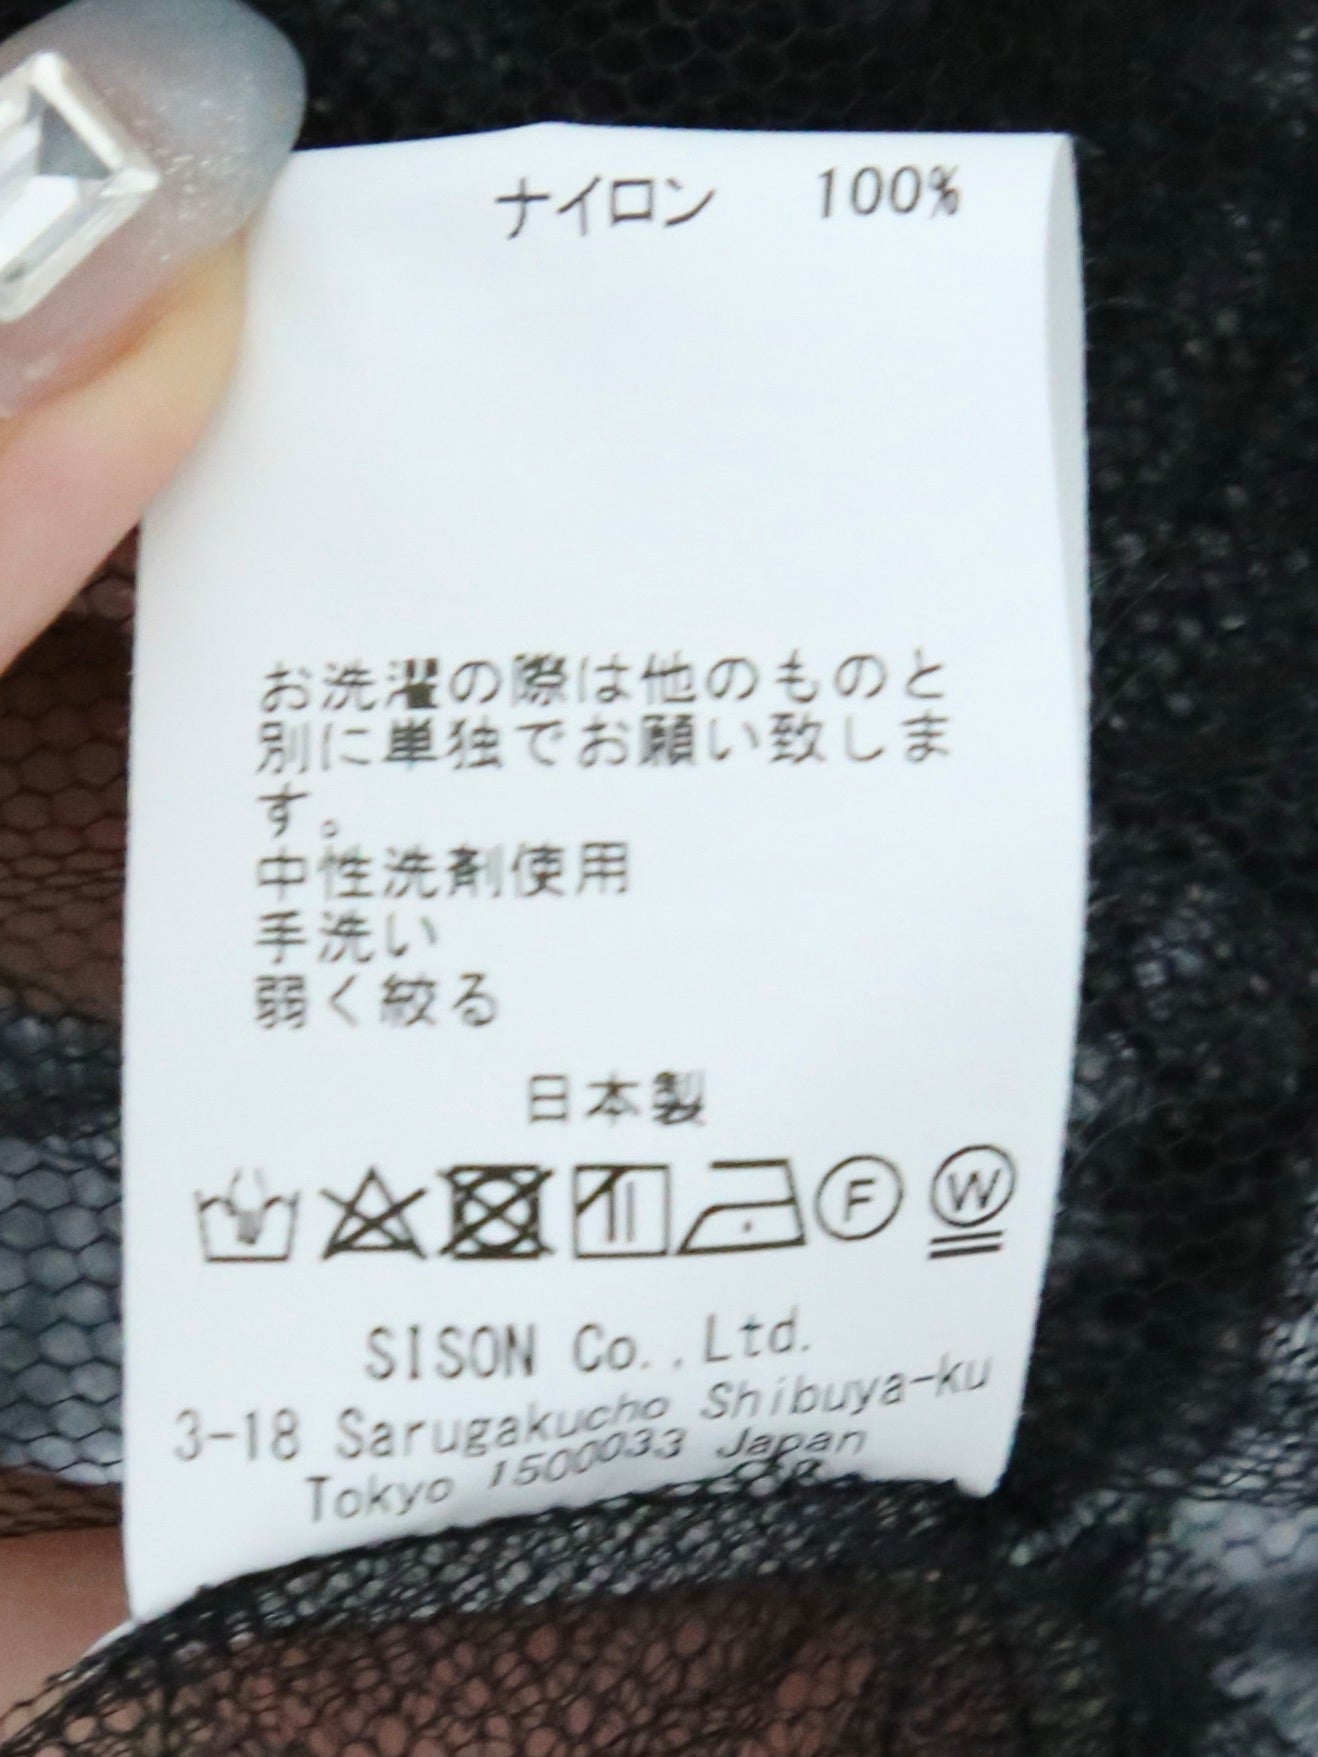 ナイロン 100%
お洗濯の際は他のものと
別に単独でお願い致しま
す。
中性洗剤使用
手洗い
弱く絞る
日本製
F W
SISON Co.,Ltd.
3-18 Sarugakucho Shibuya-ku
Tokyo 1500033 Japan